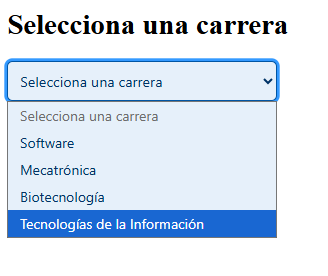 Selecciona una carrera
Selecciona una carrera
Selecciona una carrera
Software
Mecatrónica
Biotecnología
Tecnologías de la Información